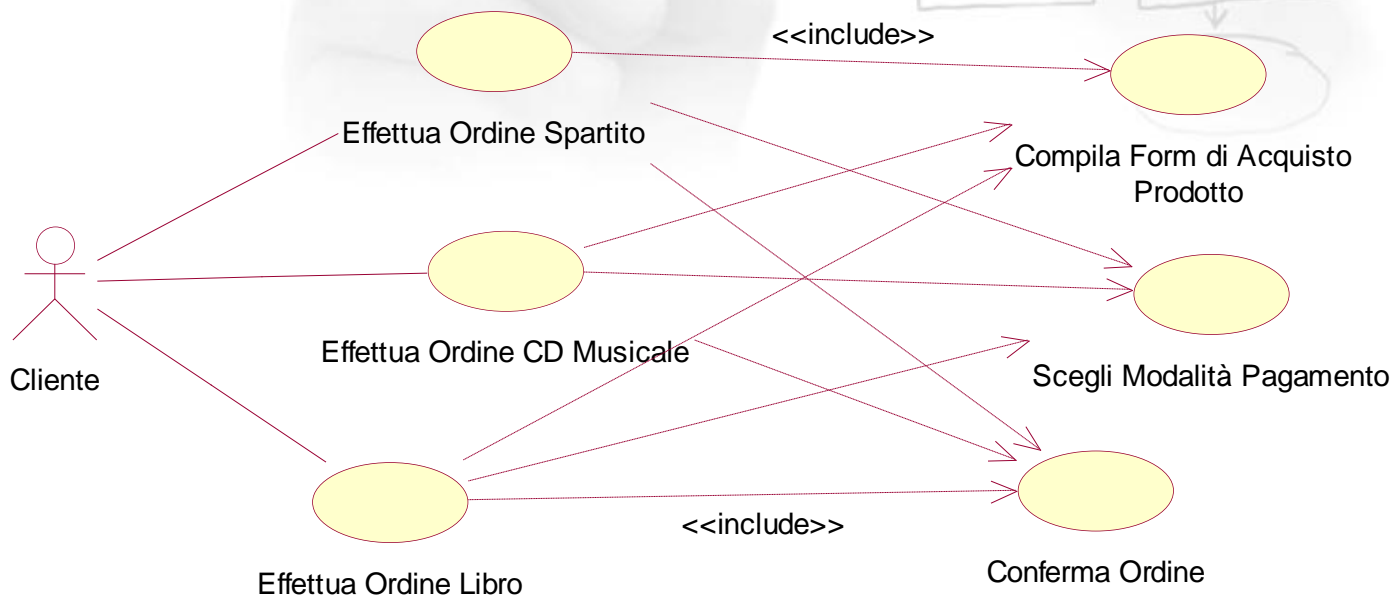 <<include>>
Effettua Ordine Spartito
Compila Form di Acquisto
Prodotto
Effettua Ordine CD Musicale
Cliente
Scegli Modalità Pagamento
<<include>>
Effettua Ordine Libro
Conferma Ordine